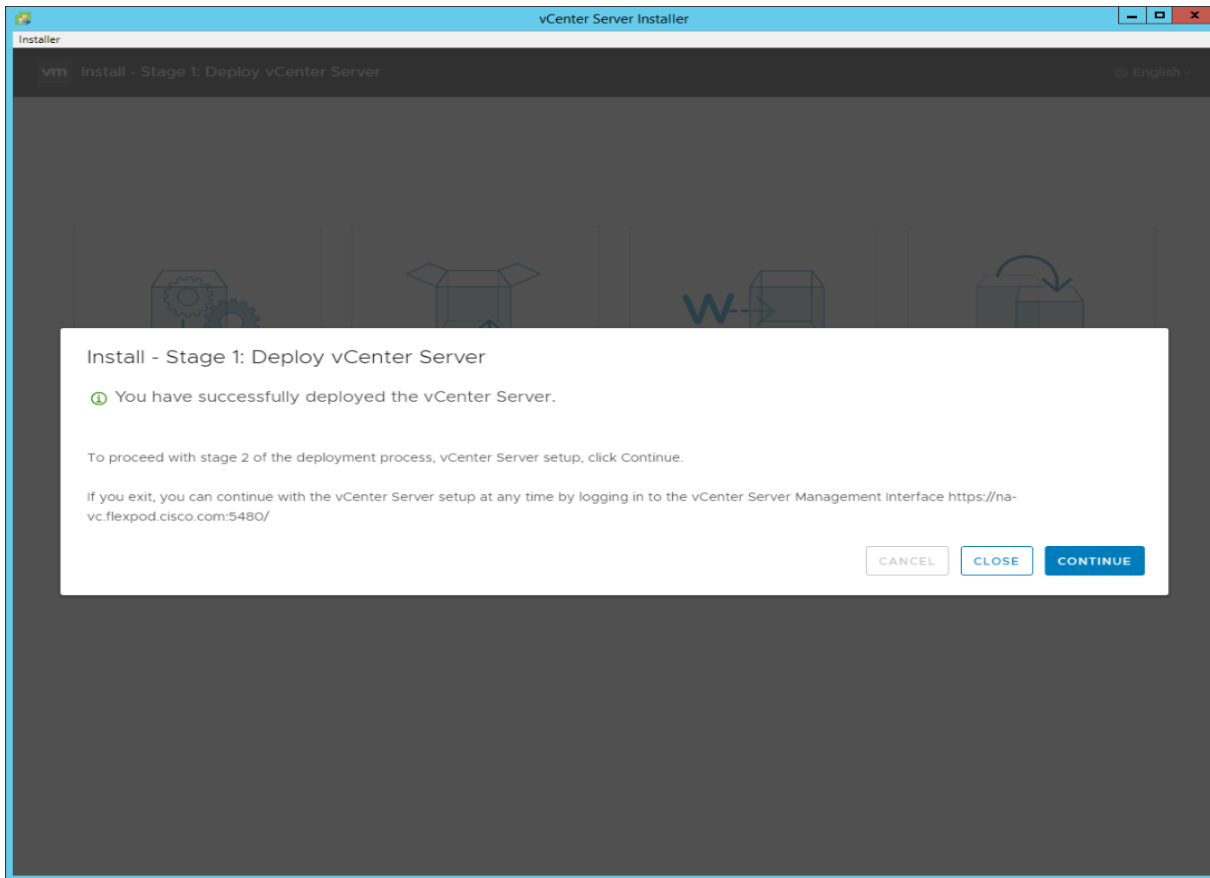 vCenter Server Installer
Installer
vm Install - Stage 1: Deploy vCenter Server
English
W
Install - Stage 1: Deploy vCenter Server
You have successfully deployed the vCenter Server.
To proceed with stage 2 of the deployment process, vCenter Server setup, click Continue.
If you exit, you can continue with the vCenter Server setup at any time by logging in to the vCenter Server Management Interface https://na-
vc.flexpod.cisco.com:5480/
CANCEL CLOSE CONTINUE